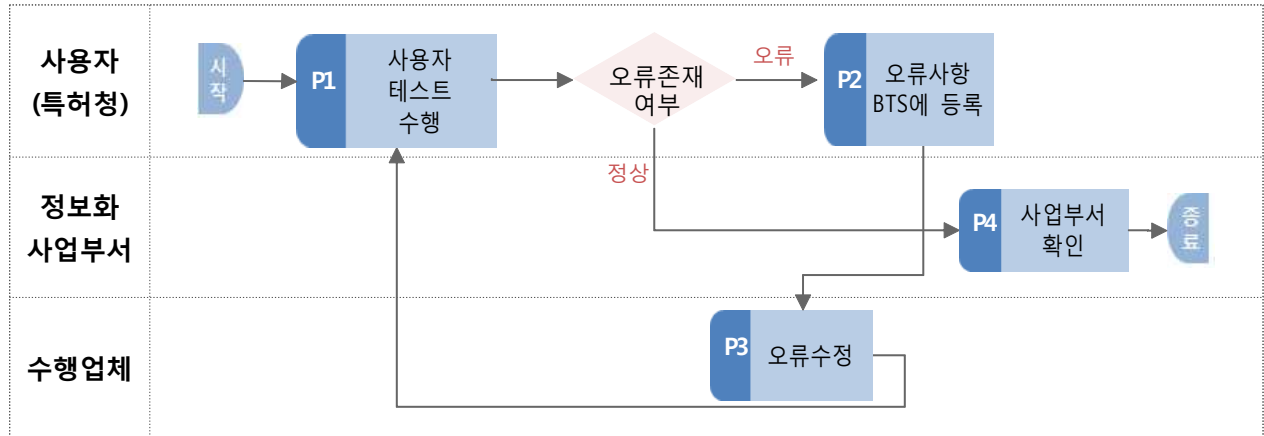 사용자
(특허청)
시
작
P1
사용자
테스트
수행
오류존재
여부
오류
P2
오류사항
BTS에 등록
정상
정보화
사업부서
P4
사업부서
확인
종
료
수행업체
P3
오류수정